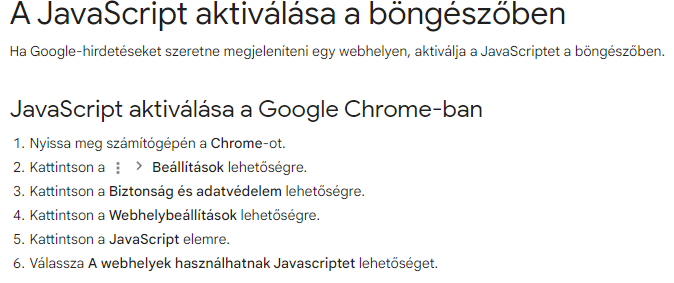 A JavaScript aktiválása a böngészőben
Ha Google-hirdetéseket szeretne megjeleníteni egy webhelyen, aktiválja a JavaScriptet a böngészőben.
JavaScript aktiválása a Google Chrome-ban
1. Nyissa meg számítógépén a Chrome-ot.
2. Kattintson a ⋮ > Beállítások lehetőségre.
3. Kattintson a Biztonság és adatvédelem lehetőségre.
4. Kattintson a Webhelybeállítások lehetőségre.
5. Kattintson a JavaScript elemre.
6. Válassza A webhelyek használhatnak Javascriptet lehetőséget.